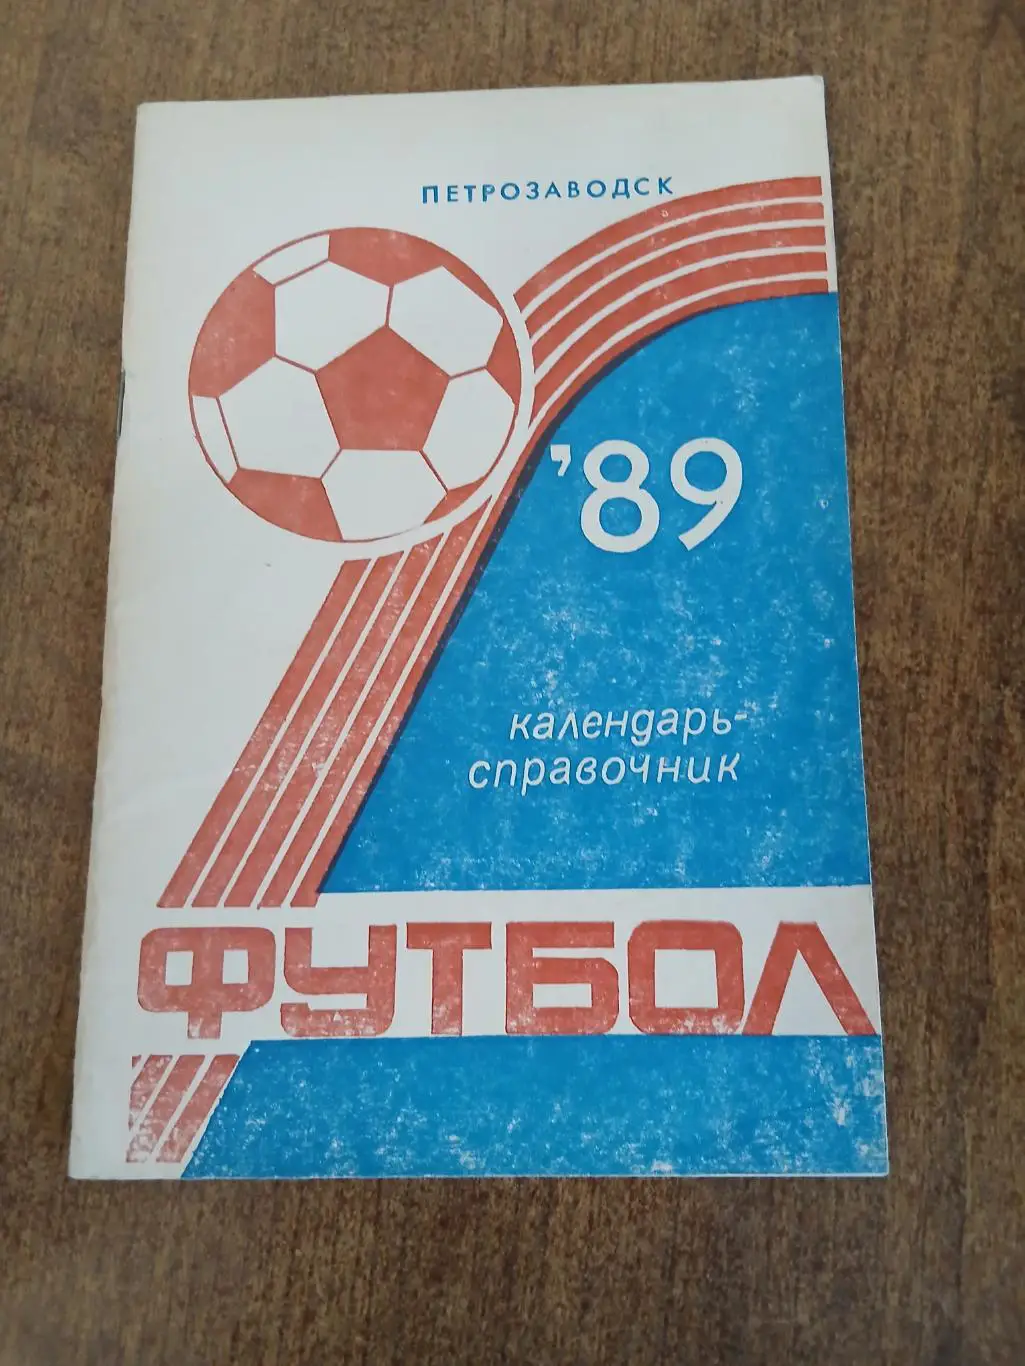 ПЕТРОЗАВОДСК
'89
календарь-
справочник
ФУТБОЛ